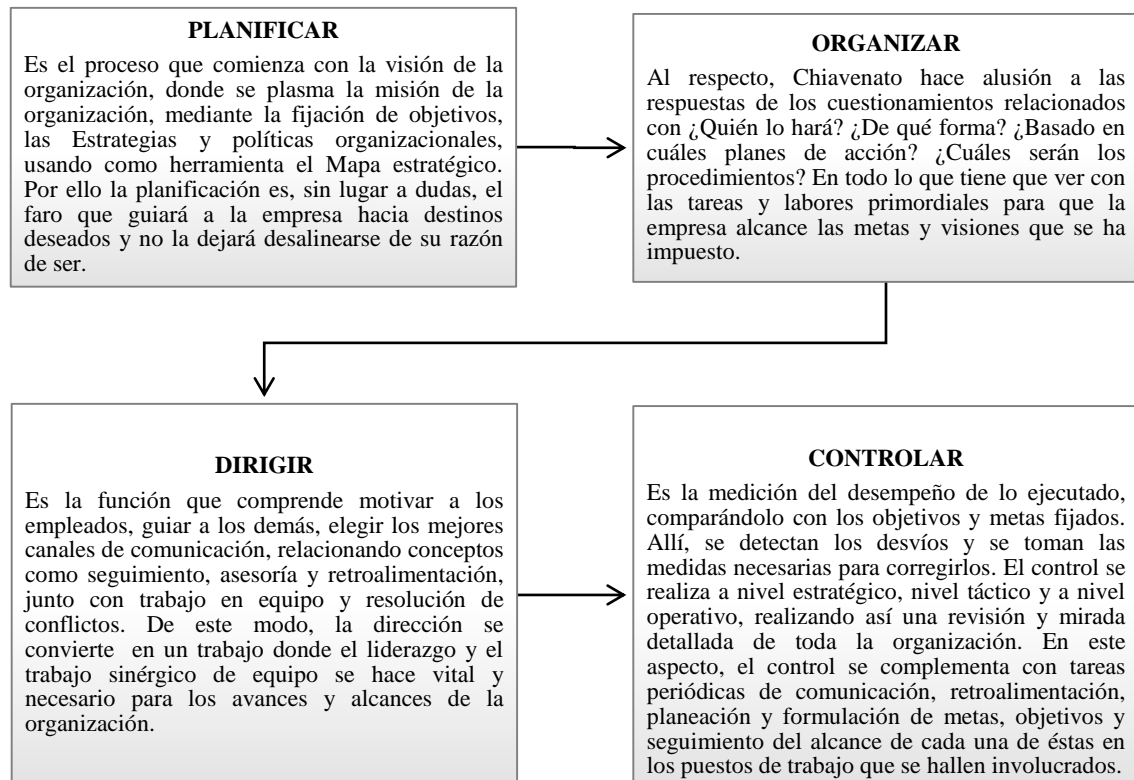 PLANIFICAR
Es el proceso que comienza con la visión de la
organización, donde se plasma la misión de la
organización, mediante la fijación de objetivos,
las Estrategias y políticas organizacionales,
usando como herramienta el Mapa estratégico.
Por ello la planificación es, sin lugar a dudas, el
faro que guiará a la empresa hacia destinos
deseados y no la dejará desalinearse de su razón
de ser.
ORGANIZAR
Al respecto, Chiavenato hace alusión a las
respuestas de los cuestionamientos relacionados
con ¿Quién lo hará? ¿De qué forma? ¿Basado en
cuáles planes de acción? ¿Cuáles serán los
procedimientos? En todo lo que tiene que ver con
las tareas y labores primordiales para que la
empresa alcance las metas y visiones que se ha
impuesto.
DIRIGIR
Es la función que comprende motivar a los
empleados, guiar a los demás, elegir los mejores
canales de comunicación, relacionando conceptos
como seguimiento, asesoría y retroalimentación,
junto con trabajo en equipo y resolución de
conflictos. De este modo, la dirección se
convierte en un trabajo donde el liderazgo y el
trabajo sinérgico de equipo se hace vital y
necesario para los avances y alcances de la
organización.
CONTROLAR
Es la medición del desempeño de lo ejecutado,
comparándolo con los objetivos y metas fijados.
Allí, se detectan los desvíos y se toman las
medidas necesarias para corregirlos. El control se
realiza a nivel estratégico, nivel táctico y a nivel
operativo, realizando así una revisión y mirada
detallada de toda la organización. En este
aspecto, el control se complementa con tareas
periódicas de comunicación, retroalimentación,
planeación y formulación de metas, objetivos y
seguimiento del alcance de cada una de éstas en
los puestos de trabajo que se hallen involucrados.